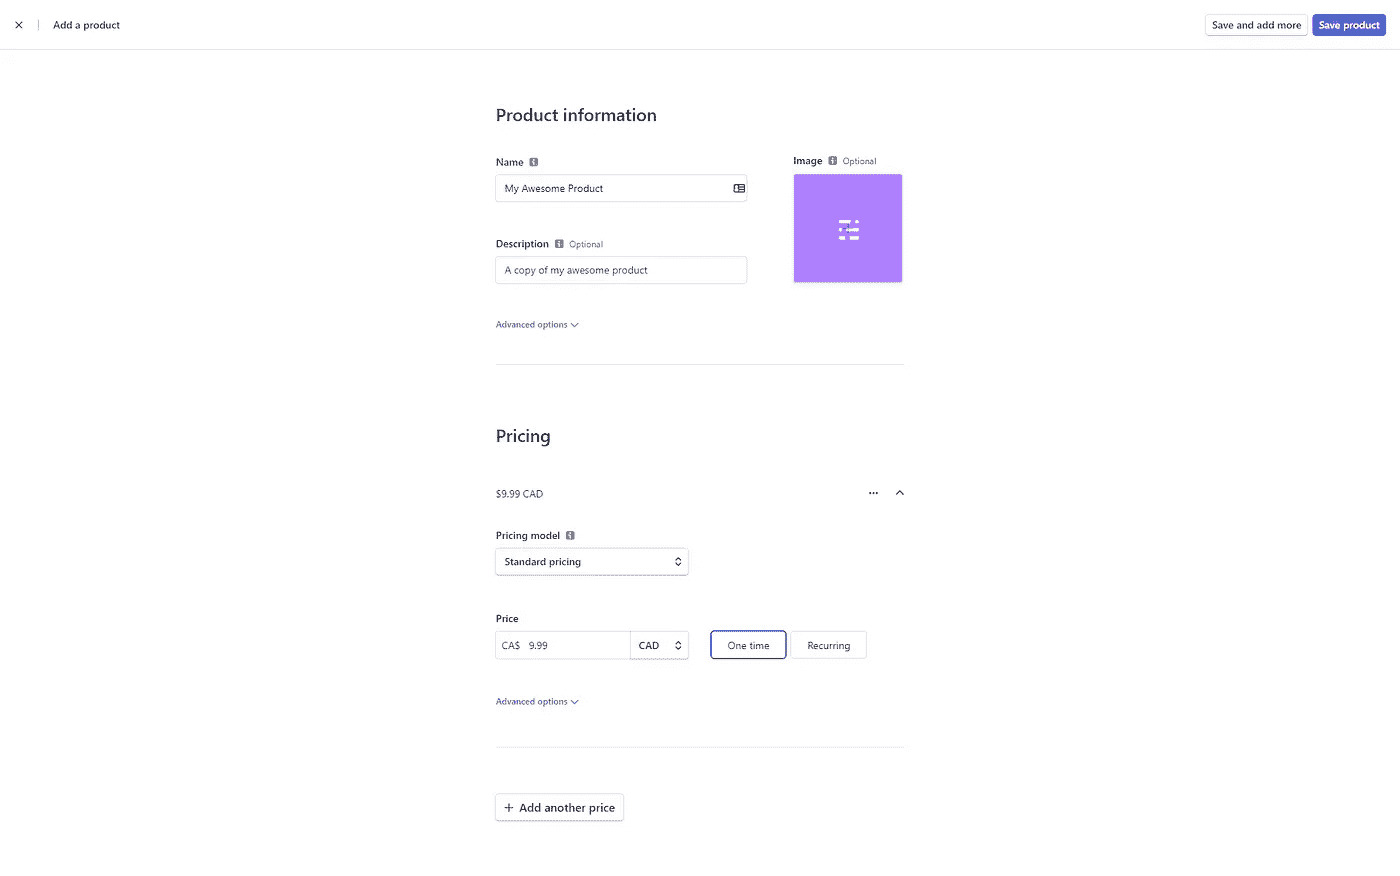 Add a product
Save and add more
Save product
Product information
Name
Image Optional
My Awesome Product
Description Optional
A copy of my awesome product
Advanced options
Pricing
$9.99 CAD
Pricing model
Standard pricing
Price
CA$ 9.99 CAD One time Recurring
Advanced options
+ Add another price